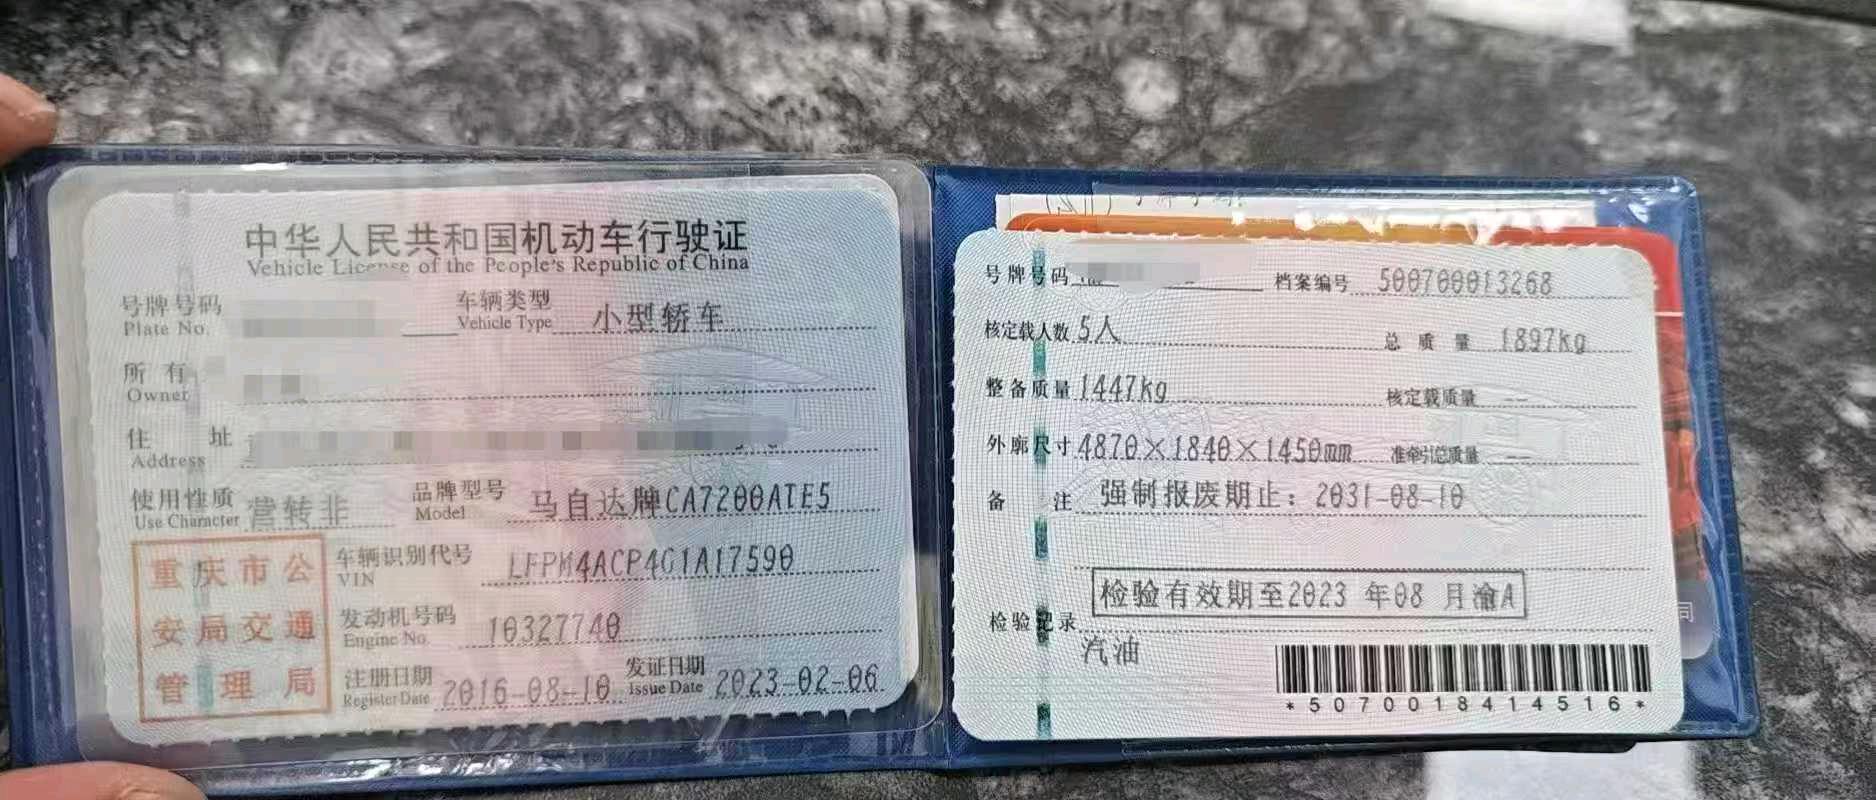 中华人民共和国机动车行驶证
Vehicle License of the People's Republic of China
号牌号码
Plate No.
车辆类型 小型轿车
Vehicle Type
所有
Owner
住 址
Address
使用性质 营转非
Use Character
品牌型号 马自达牌CA7200ATE5
Model
车辆识别代号 LFPM4ACP4G1A17590
VIN
发动机号码 10327740
Engine No.
注册日期 2016-08-10
Register Date
发证日期 2023-02-06
Issue Date
重庆市公
安局交通
管理局
号牌号码
档案编号 500700013268
核定载人数 5人
总质量 1897kg
整备质量 1447kg
核定载质量 --
外廓尺寸 4870×1840×1450mm
准牵引总质量 --
备 注 强制报废期止：2031-08-10
检验有效期至2023 年08 月渝A
检验记录
汽油
*5070018414516*